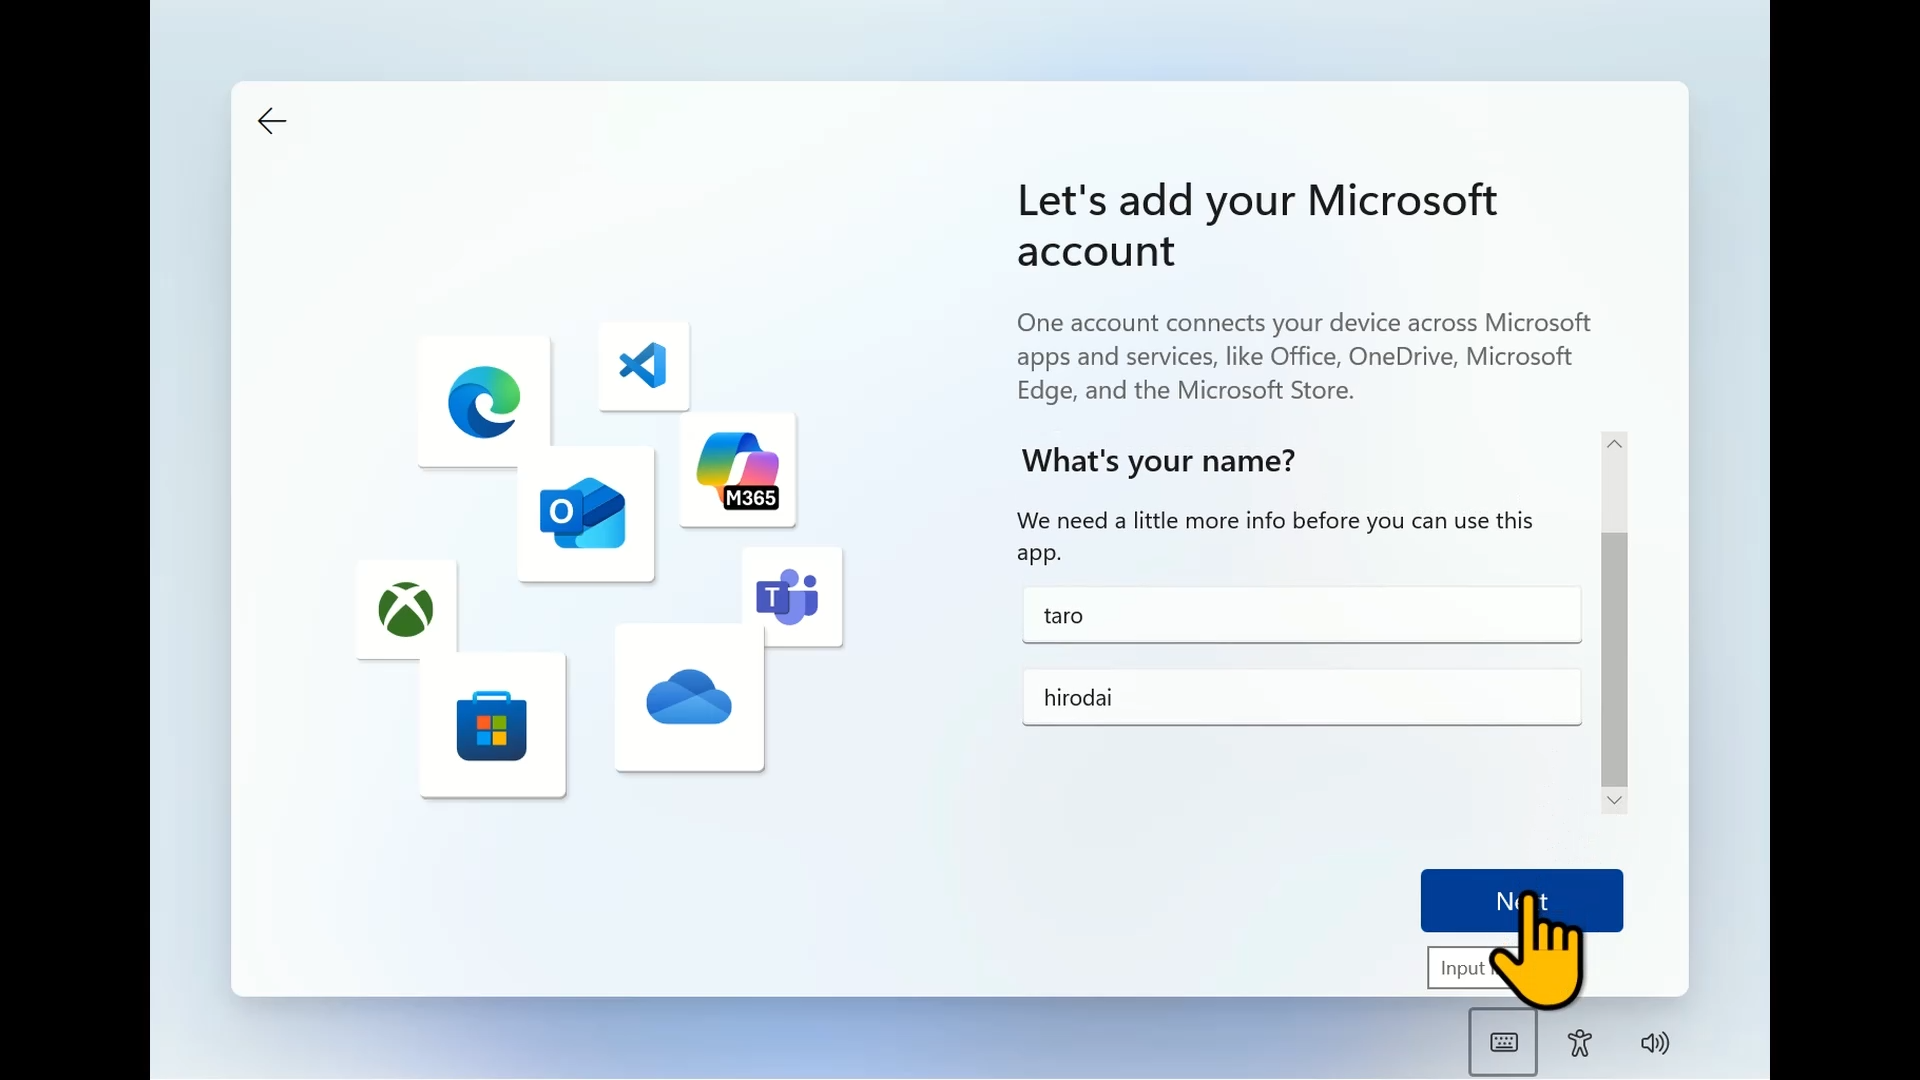 Let's add your Microsoft
account
One account connects your device across Microsoft
apps and services, like Office, OneDrive, Microsoft
Edge, and the Microsoft Store.
What's your name?
We need a little more info before you can use this
app.
taro
hirodai
Next
Input
O
M365
T